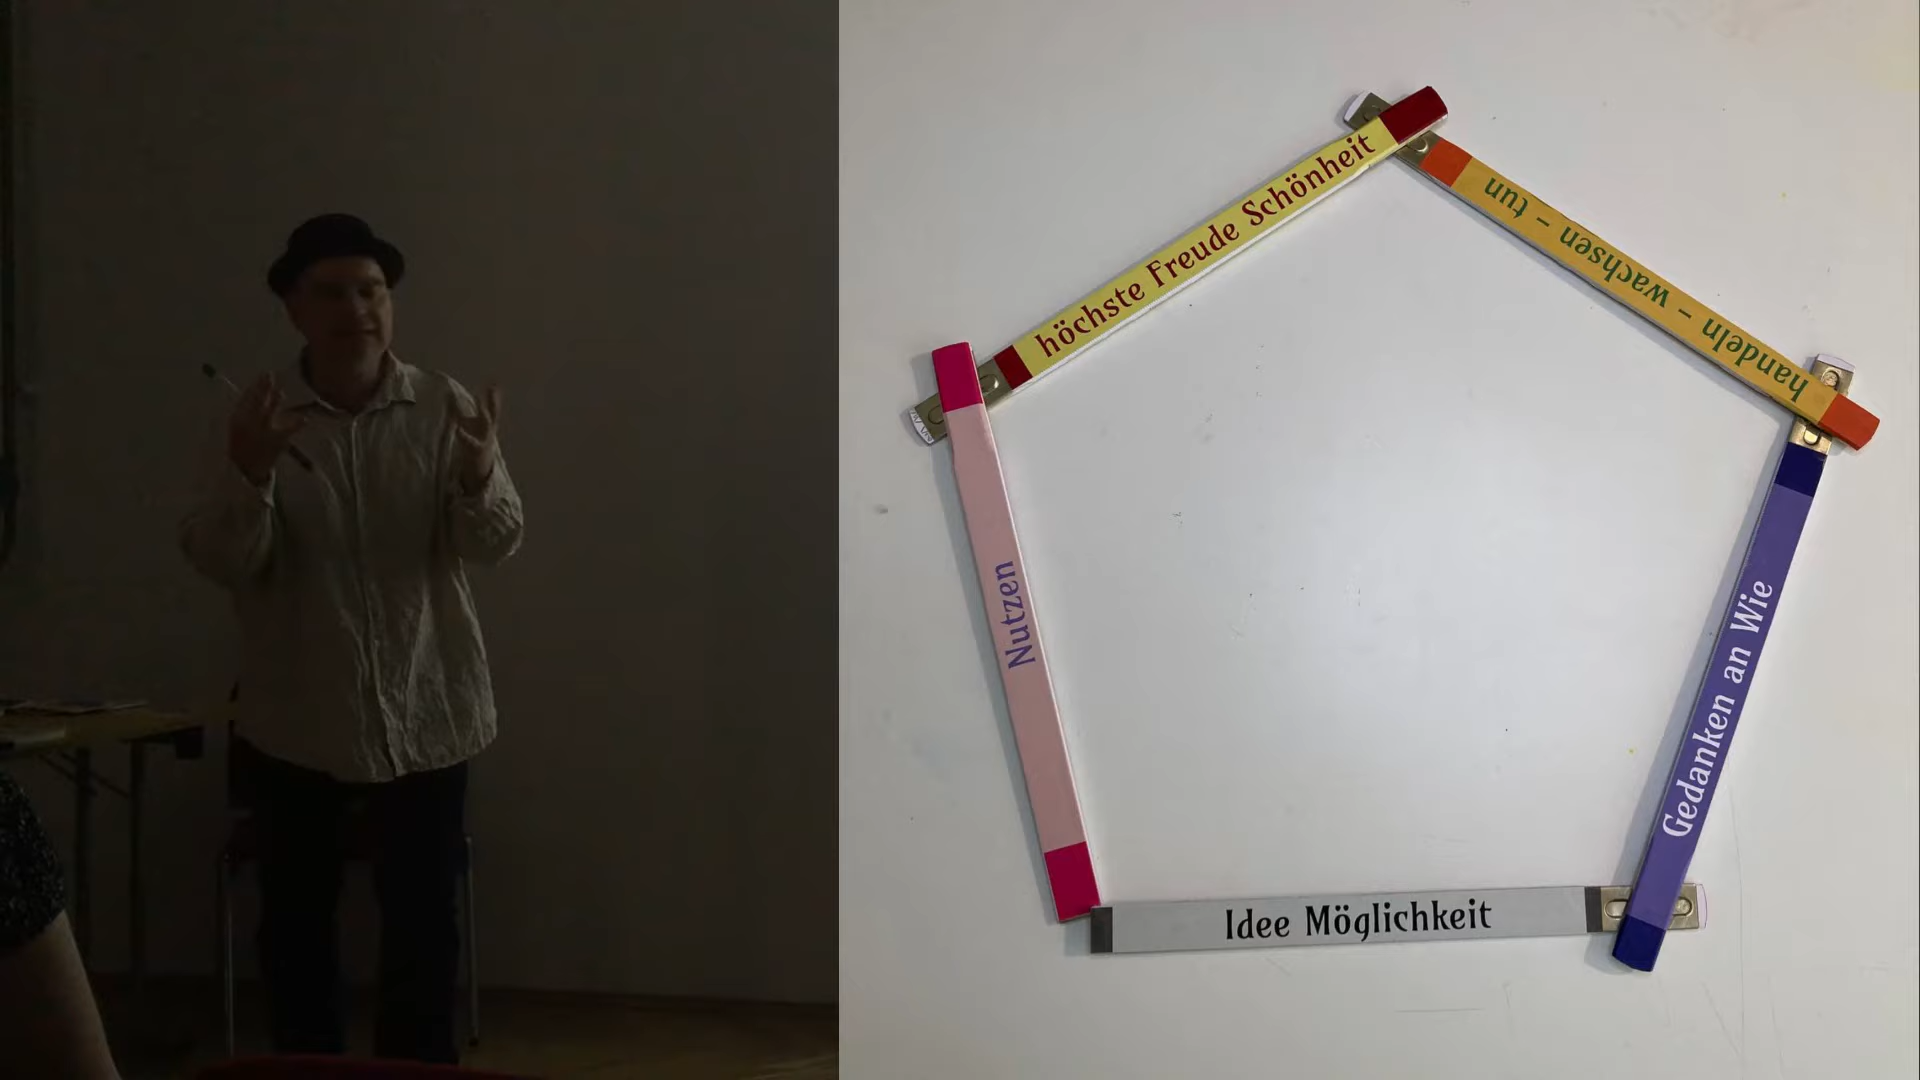 höchste Freude Schönheit
handeln – wachsen – tun
Nutzen
Gedanken an Wie
Idee Möglichkeit